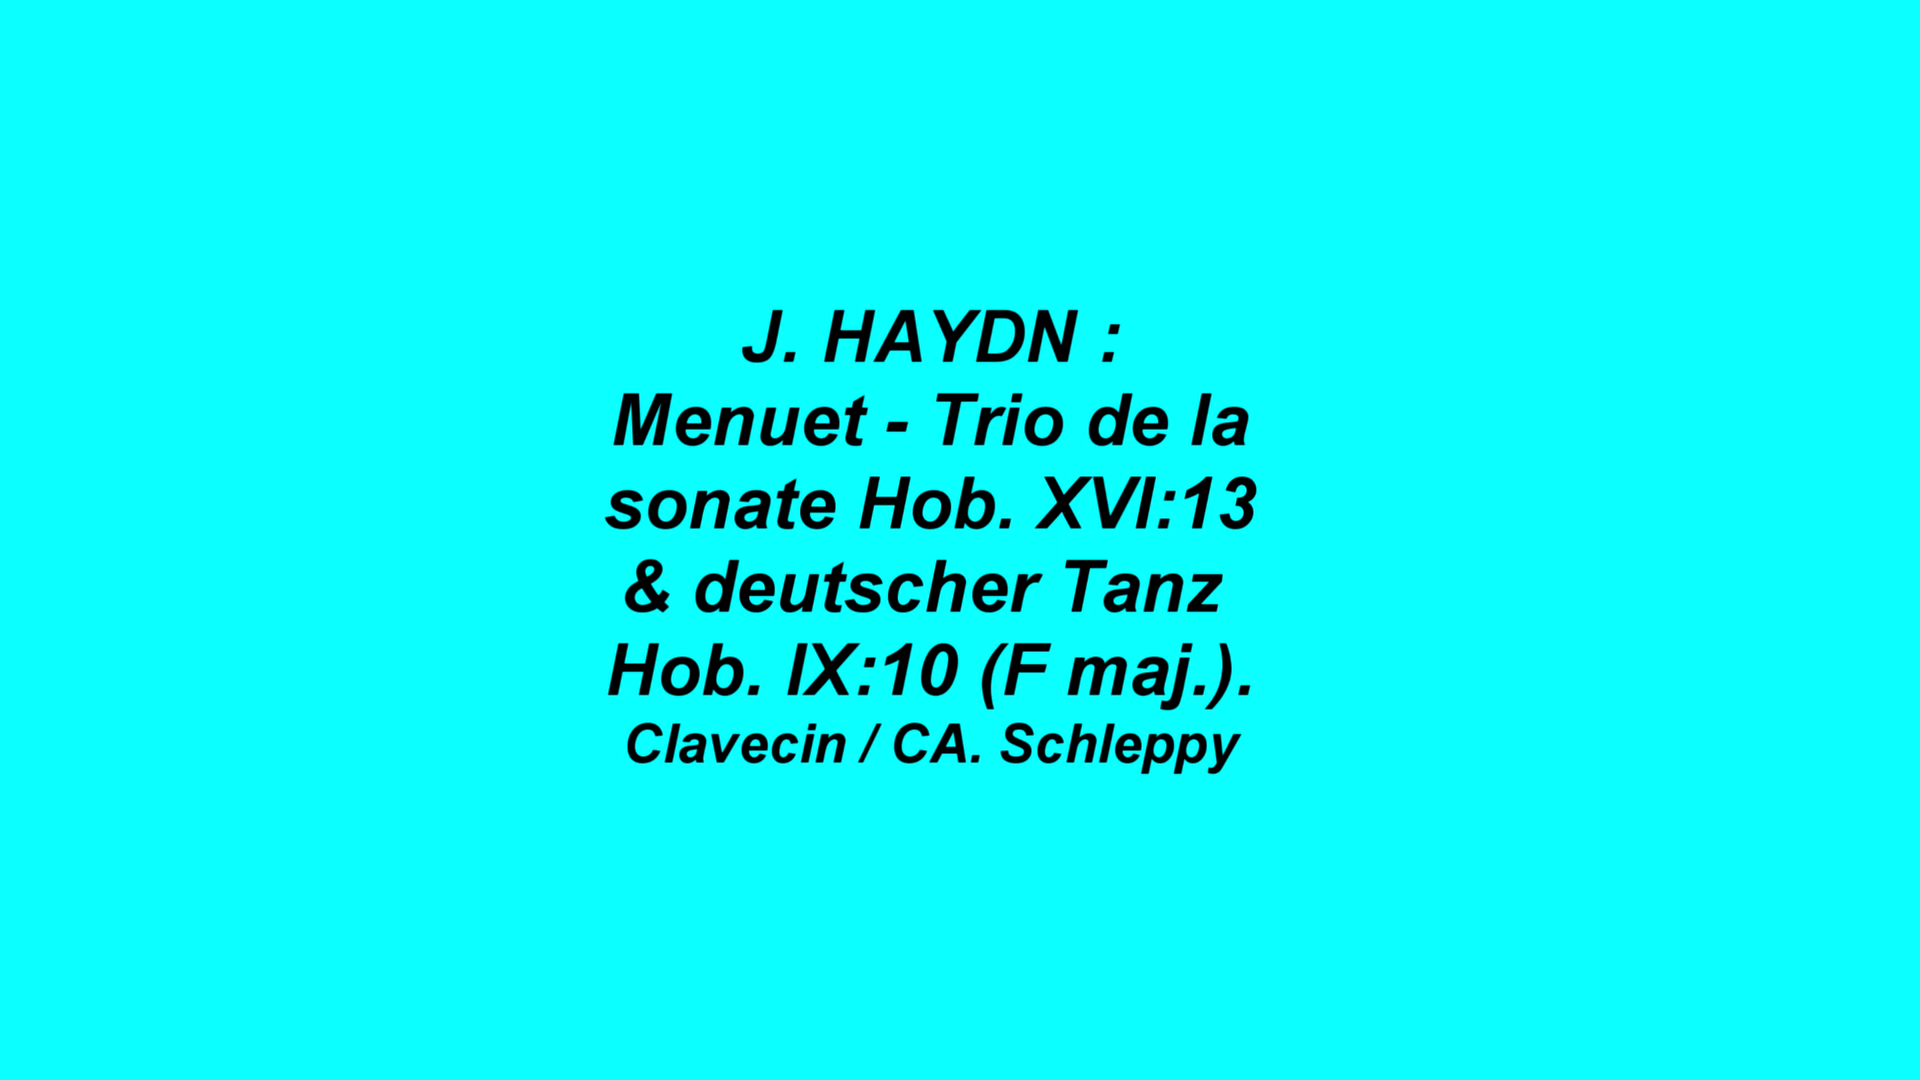 J. HAYDN :
Menuet - Trio de la
sonate Hob. XVI:13
& deutscher Tanz
Hob. IX:10 (F maj.).
Clavecin / CA. Schleppy